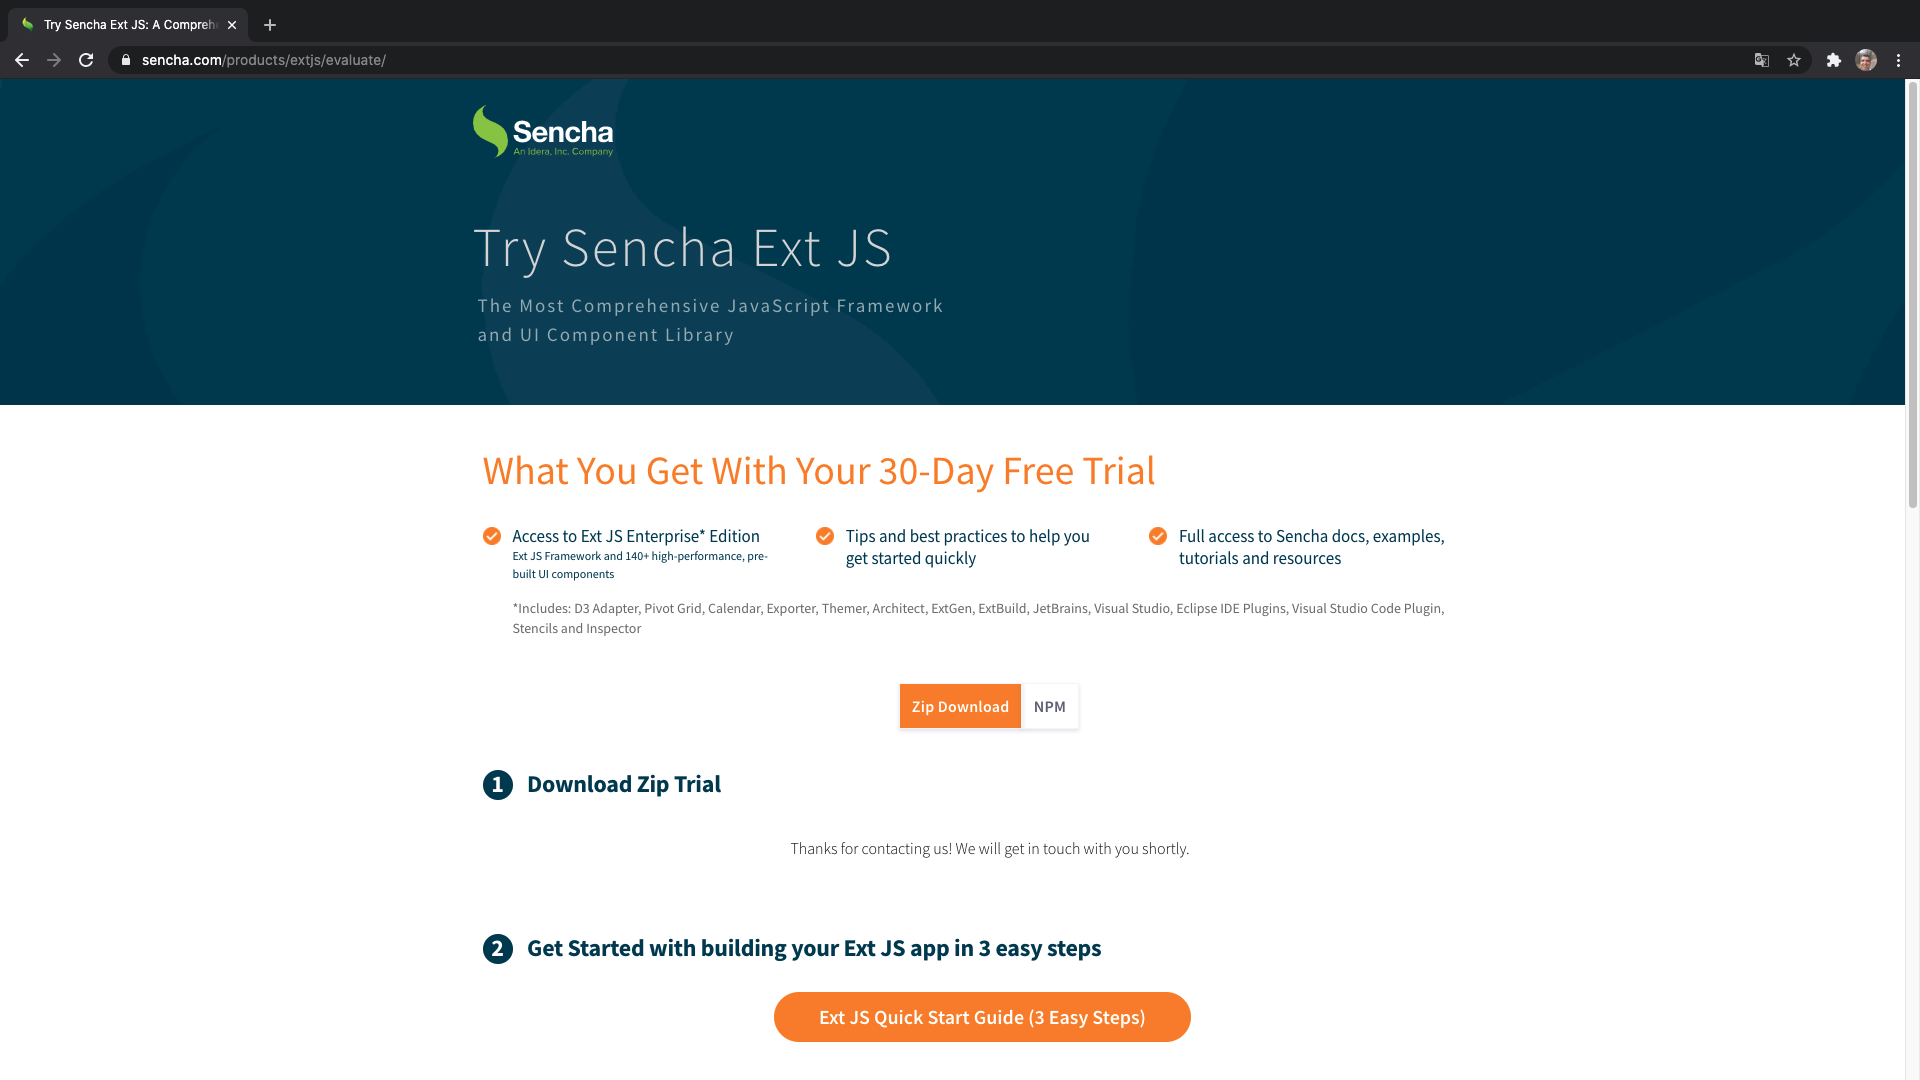 Try Sencha Ext JS: A Compreh
sencha.com/products/extjs/evaluate/
Sencha
An Idera, Inc. Company
Try Sencha Ext JS
The Most Comprehensive JavaScript Framework
and UI Component Library
What You Get With Your 30-Day Free Trial
Access to Ext JS Enterprise* Edition
Ext JS Framework and 140+ high-performance, pre-
built UI components
Tips and best practices to help you
get started quickly
Full access to Sencha docs, examples,
tutorials and resources
*Includes: D3 Adapter, Pivot Grid, Calendar, Exporter, Themer, Architect, ExtGen, ExtBuild, JetBrains, Visual Studio, Eclipse IDE Plugins, Visual Studio Code Plugin,
Stencils and Inspector
Zip Download NPM
1 Download Zip Trial
Thanks for contacting us! We will get in touch with you shortly.
2 Get Started with building your Ext JS app in 3 easy steps
Ext JS Quick Start Guide (3 Easy Steps)